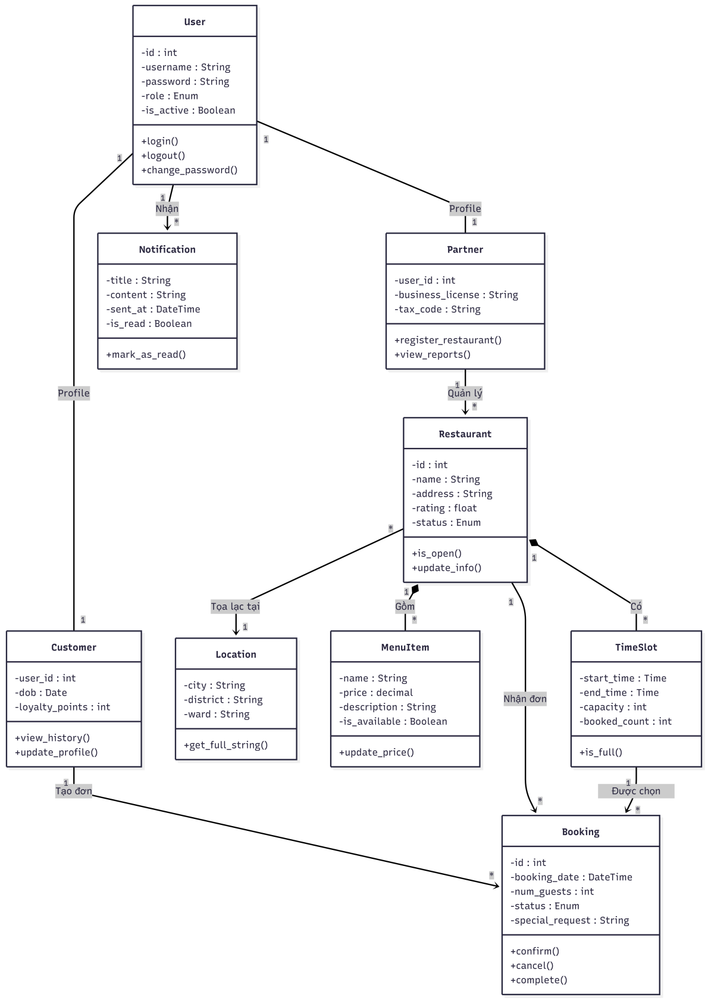 User
-id : int
-username : String
-password : String
-role : Enum
-is_active : Boolean
+login()
+logout()
+change_password()
1
1
1
Nhận
*
Profile
1
Notification
-title : String
-content : String
-sent_at : DateTime
-is_read : Boolean
+mark_as_read()
Partner
-user_id : int
-business_license : String
-tax_code : String
+register_restaurant()
+view_reports()
Profile
1
Quản lý
*
Restaurant
-id : int
-name : String
-address : String
-rating : float
-status : Enum
+is_open()
+update_info()
*
1
1
1
Tọa lạc tại
Gồm
Có
1
1
*
*
Customer
-user_id : int
-dob : Date
-loyalty_points : int
+view_history()
+update_profile()
Location
-city : String
-district : String
-ward : String
+get_full_string()
MenuItem
-name : String
-price : decimal
-description : String
-is_available : Boolean
+update_price()
Nhận đơn
TimeSlot
-start_time : Time
-end_time : Time
-capacity : int
-booked_count : int
+is_full()
1
Tạo đơn
1
Được chọn
*
*
*
Booking
-id : int
-booking_date : DateTime
-num_guests : int
-status : Enum
-special_request : String
+confirm()
+cancel()
+complete()